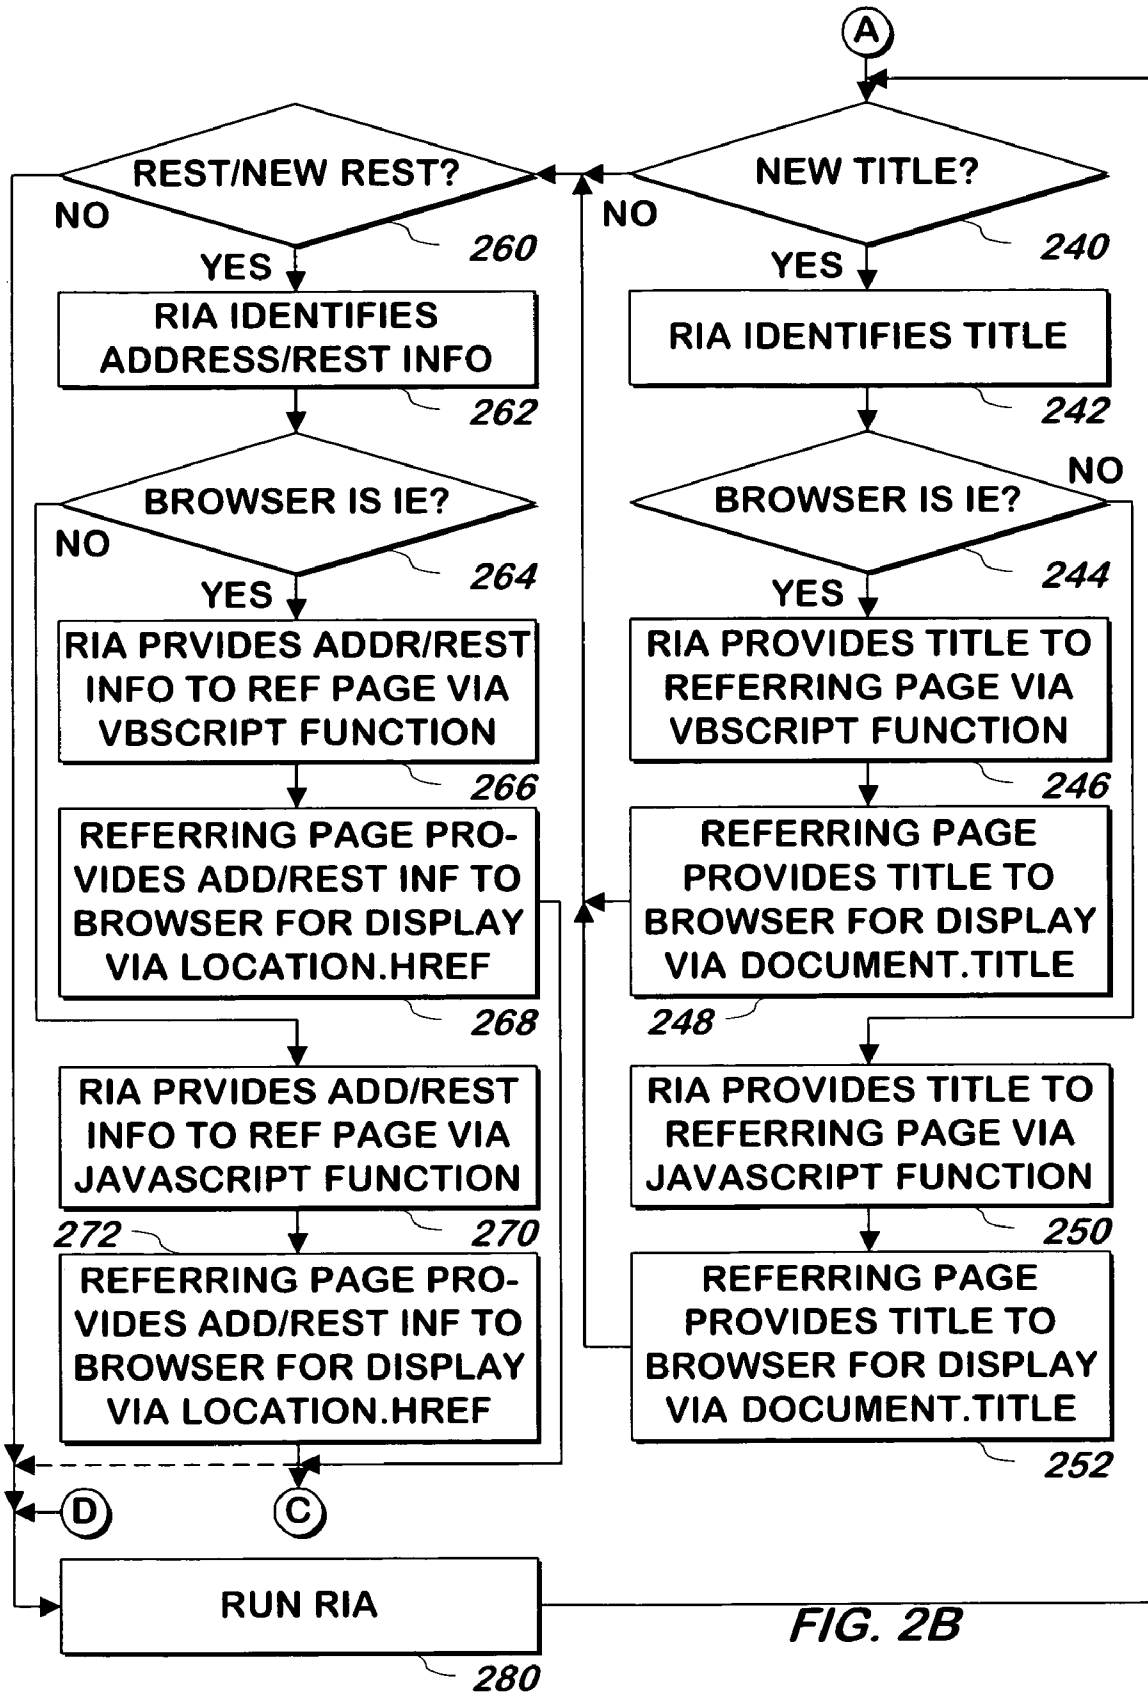 A
NEW TITLE?
NO
240
YES
RIA IDENTIFIES TITLE
242
BROWSER IS IE?
NO
244
YES
RIA PROVIDES TITLE TO
REFERRING PAGE VIA
VBSCRIPT FUNCTION
246
REFERRING PAGE
PROVIDES TITLE TO
BROWSER FOR DISPLAY
VIA DOCUMENT.TITLE
248
RIA PROVIDES TITLE TO
REFERRING PAGE VIA
JAVASCRIPT FUNCTION
250
REFERRING PAGE
PROVIDES TITLE TO
BROWSER FOR DISPLAY
VIA DOCUMENT.TITLE
252
REST/NEW REST?
NO
260
YES
RIA IDENTIFIES
ADDRESS/REST INFO
262
BROWSER IS IE?
NO
264
YES
RIA PRVIDES ADDR/REST
INFO TO REF PAGE VIA
VBSCRIPT FUNCTION
266
REFERRING PAGE PRO-
VIDES ADD/REST INF TO
BROWSER FOR DISPLAY
VIA LOCATION.HREF
268
RIA PRVIDES ADD/REST
INFO TO REF PAGE VIA
JAVASCRIPT FUNCTION
270
272
REFERRING PAGE PRO-
VIDES ADD/REST INF TO
BROWSER FOR DISPLAY
VIA LOCATION.HREF
D
C
RUN RIA
280
FIG. 2B